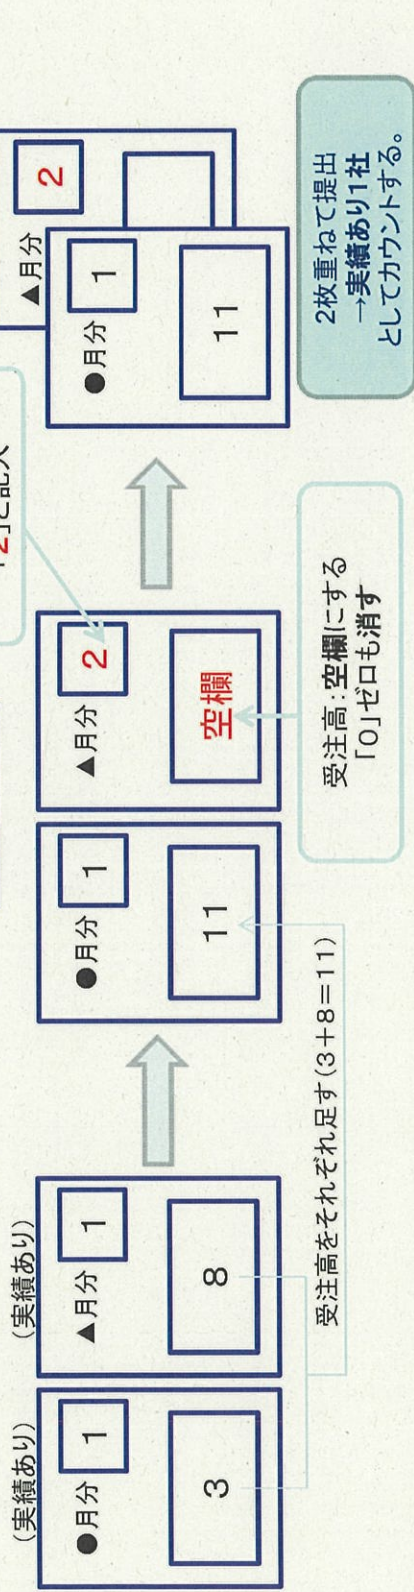 (実績あり)
●月分
1
3
(実績あり)
▲月分
1
8
受注高をそれぞれ足す(3+8=11)
●月分
1
11
▲月分
2
空欄
「2」と記入
受注高:空欄にする
「0」ゼロも消す
▲月分
2
●月分
1
11
2枚重ねて提出
→実績あり1社
としてカウントする。